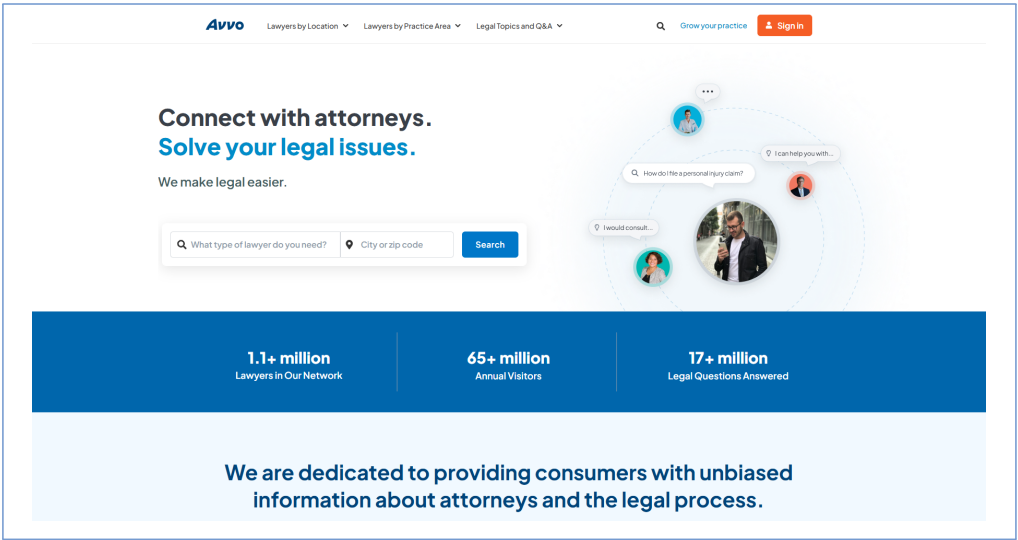 Avvo
Lawyers by Location
Lawyers by Practice Area
Legal Topics and Q&A
Grow your practice
Sign In
Connect with attorneys.
Solve your legal issues.
We make legal easier.
What type of lawyer do you need?
City or zip code
Search
I can help you with...
How do I file a personal injury claim?
I would consult...
1.1+ million
Lawyers in Our Network
65+ million
Annual Visitors
17+ million
Legal Questions Answered
We are dedicated to providing consumers with unbiased
information about attorneys and the legal process.